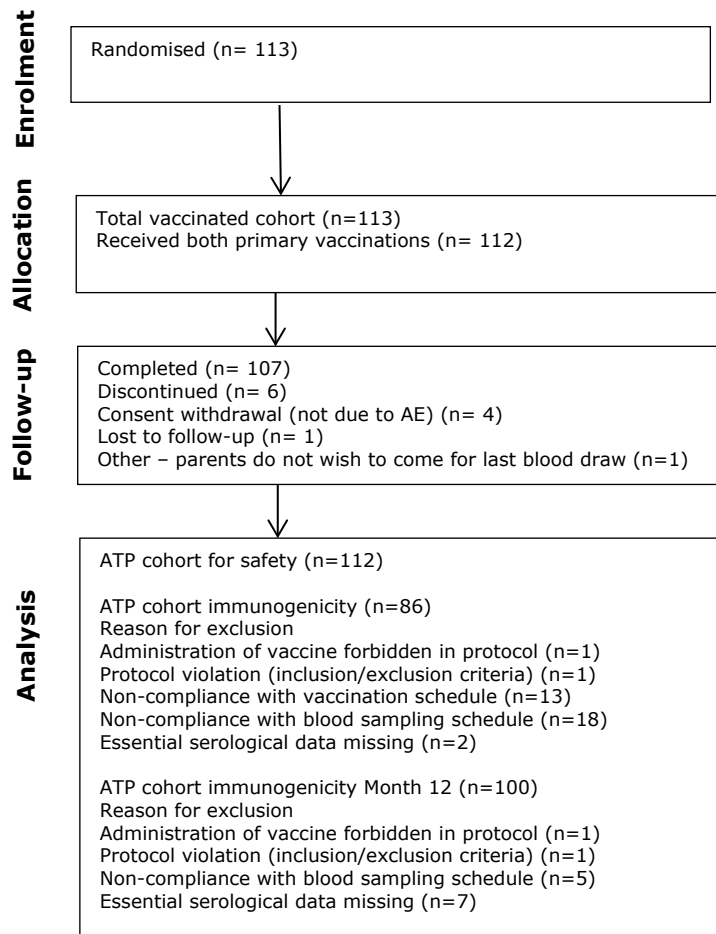 Enrolment
Randomised (n= 113)
Allocation
Total vaccinated cohort (n=113)
Received both primary vaccinations (n= 112)
Follow-up
Completed (n= 107)
Discontinued (n= 6)
Consent withdrawal (not due to AE) (n= 4)
Lost to follow-up (n= 1)
Other – parents do not wish to come for last blood draw (n=1)
Analysis
ATP cohort for safety (n=112)
ATP cohort immunogenicity (n=86)
Reason for exclusion
Administration of vaccine forbidden in protocol (n=1)
Protocol violation (inclusion/exclusion criteria) (n=1)
Non-compliance with vaccination schedule (n=13)
Non-compliance with blood sampling schedule (n=18)
Essential serological data missing (n=2)
ATP cohort immunogenicity Month 12 (n=100)
Reason for exclusion
Administration of vaccine forbidden in protocol (n=1)
Protocol violation (inclusion/exclusion criteria) (n=1)
Non-compliance with blood sampling schedule (n=5)
Essential serological data missing (n=7)